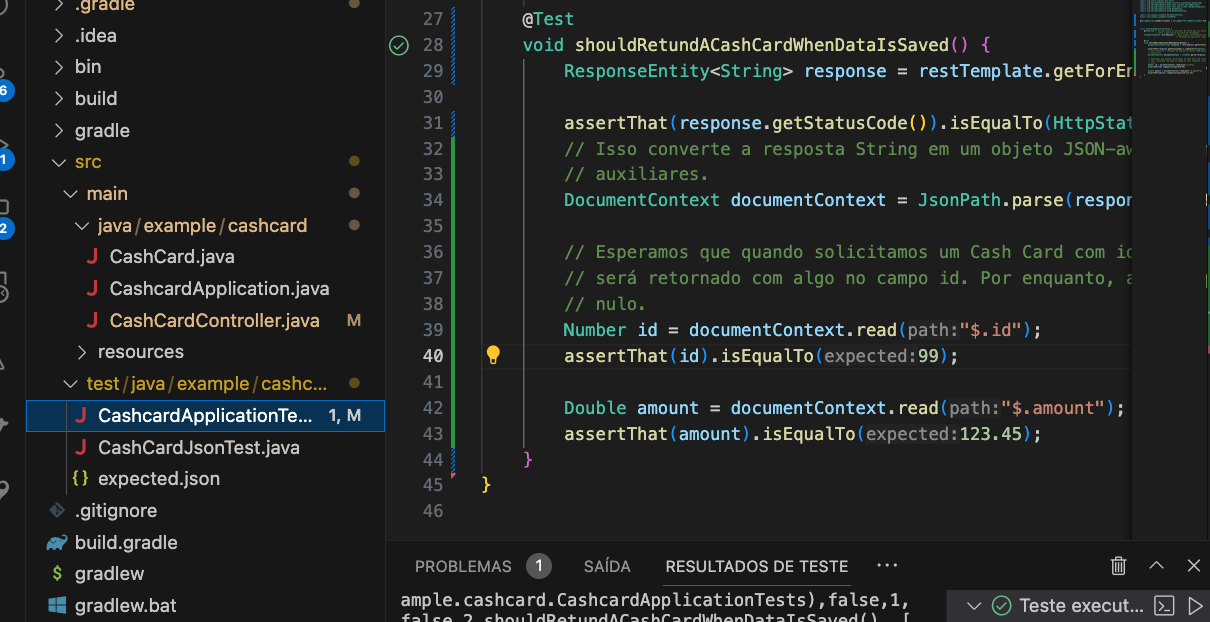 .gradle
.idea
bin
build
gradle
src
main
java/example/cashcard
CashCard.java
CashcardApplication.java
CashCardController.java M
resources
test/java/example/cashc...
CashcardApplicationTe... 1, M
CashCardJsonTest.java
{} expected.json
.gitignore
build.gradle
$ gradlew
gradlew.bat
6
1
2
27 @Test
28 void shouldRetundACashCardWhenDataIsSaved() {
29 ResponseEntity<String> response = restTemplate.getForEn
30
31 assertThat(response.getStatusCode()).isEqualTo(HttpStat
32 // Isso converte a resposta String em um objeto JSON-aw
33 // auxiliares.
34 DocumentContext documentContext = JsonPath.parse(respon
35
36 // Esperamos que quando solicitamos um Cash Card com id
37 // será retornado com algo no campo id. Por enquanto, a
38 // nulo.
39 Number id = documentContext.read(path:"$.id");
40 assertThat(id).isEqualTo(expected:99);
41
42 Double amount = documentContext.read(path:"$.amount");
43 assertThat(amount).isEqualTo(expected:123.45);
44 }
45 }
46
PROBLEMAS 1 SAÍDA RESULTADOS DE TESTE ...
ample.cashcard.CashcardApplicationTests),false,1,
false,2,shouldRetundACashCardWhenDataIsSaved(), [
Teste execut...